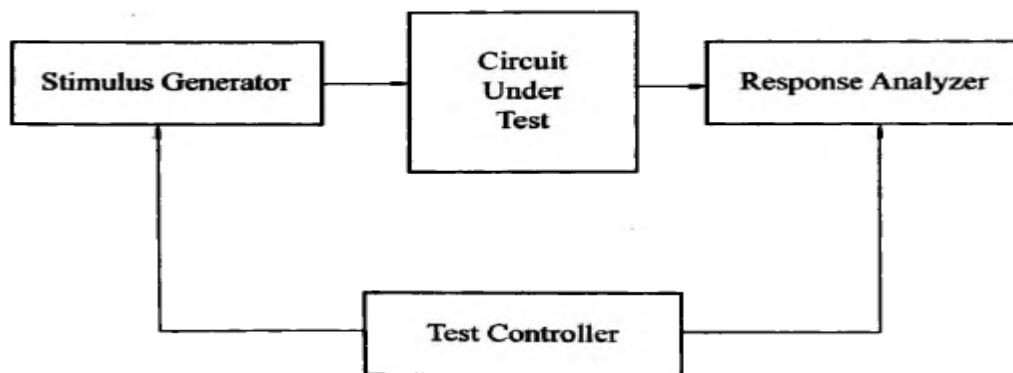 Stimulus Generator
Circuit
Under
Test
Response Analyzer
Test Controller